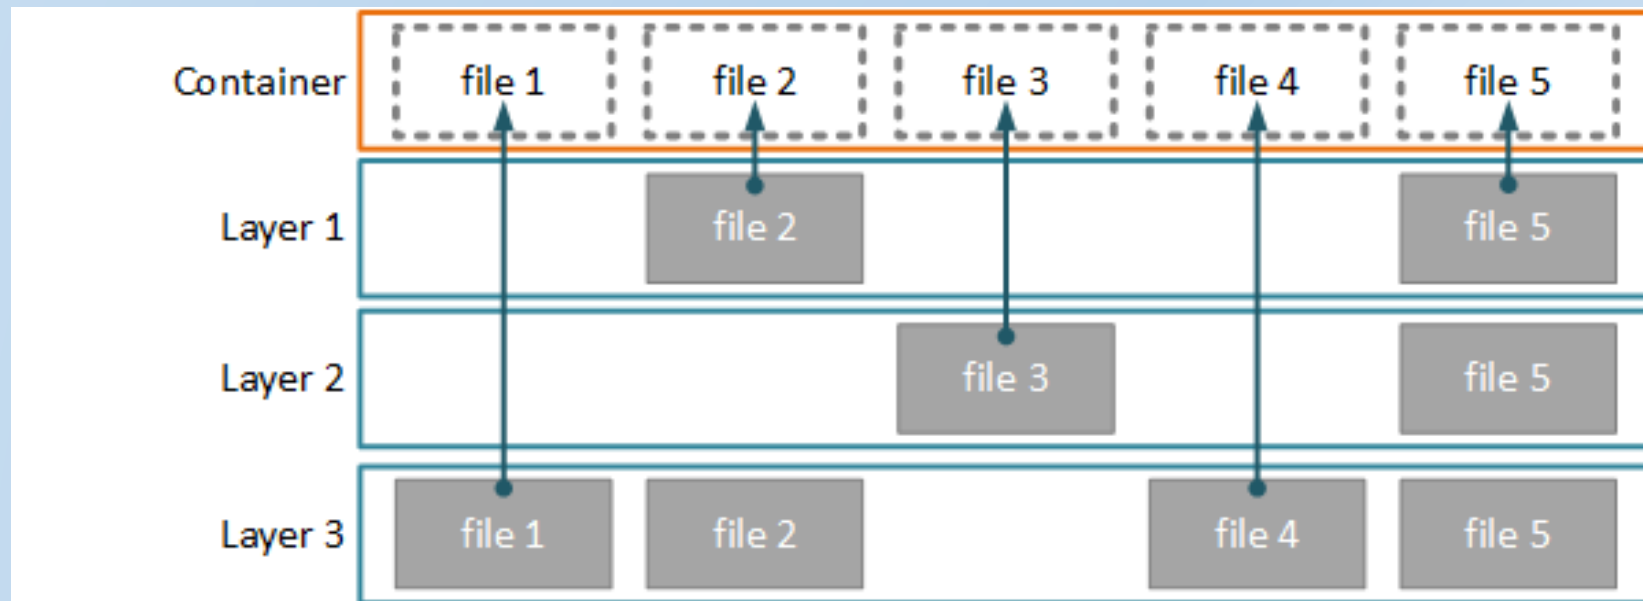 Container file 1 file 2 file 3 file 4 file 5
Layer 1 file 2 file 5
Layer 2 file 3 file 5
Layer 3 file 1 file 2 file 4 file 5